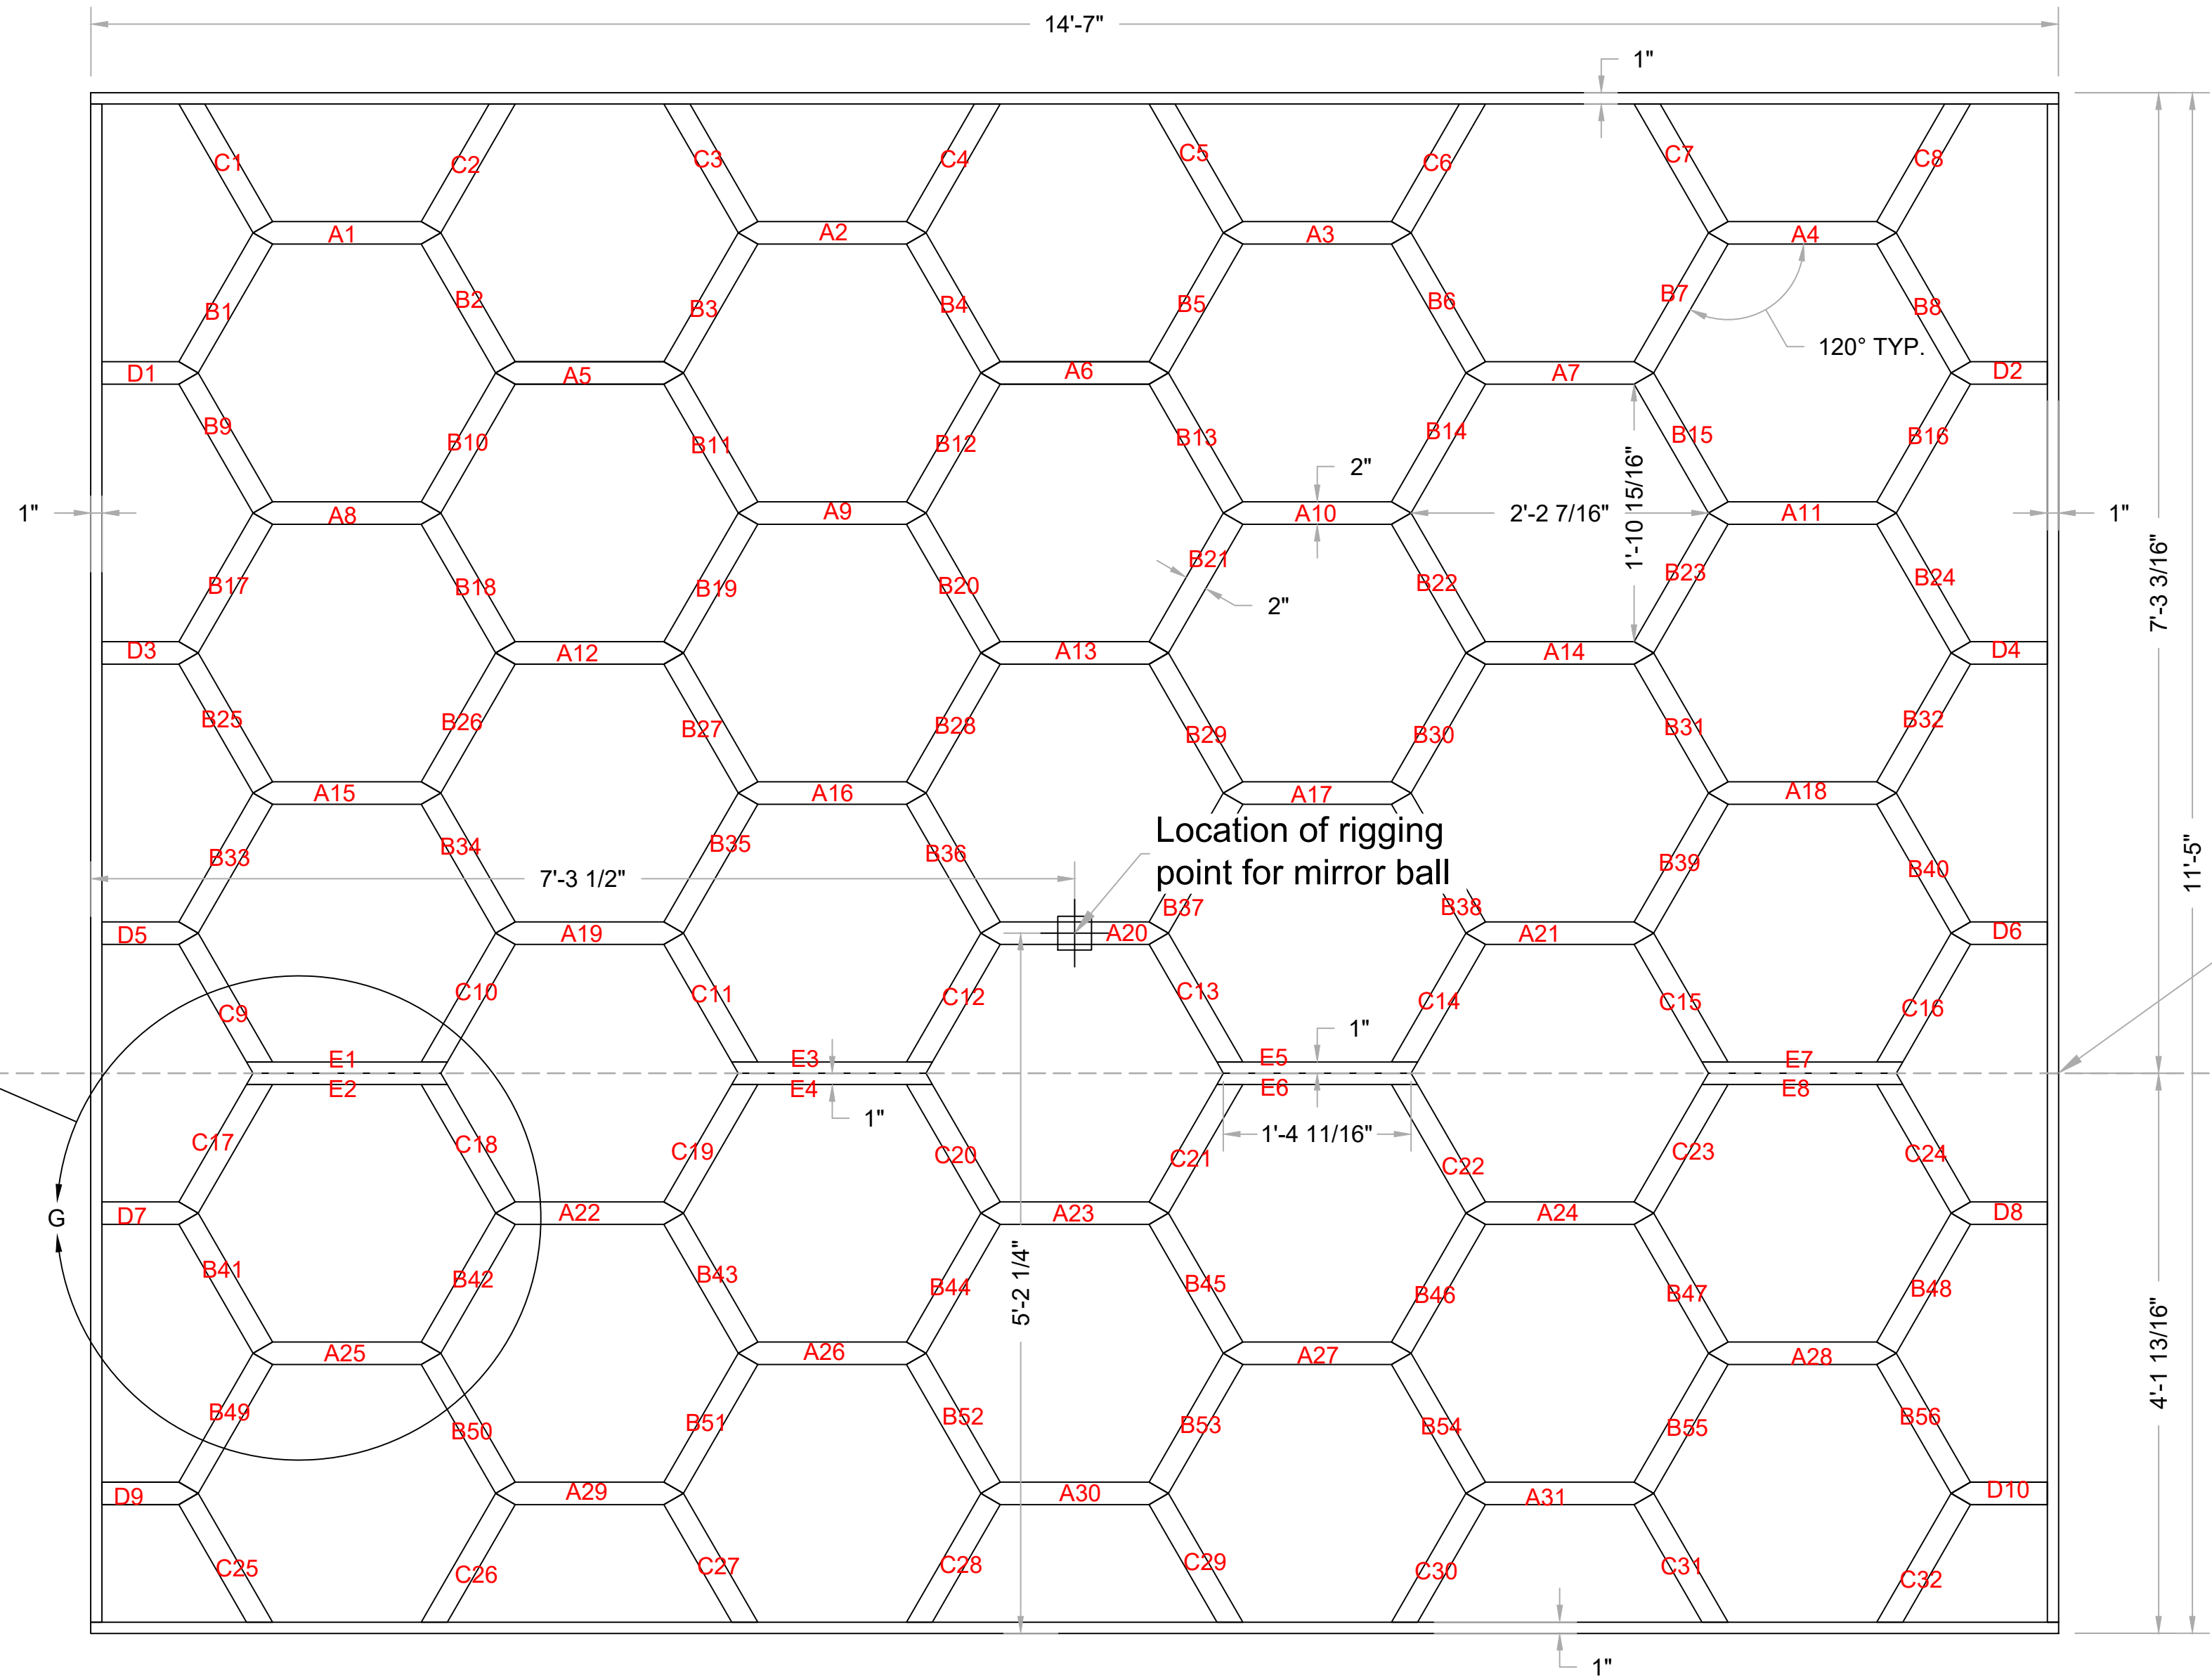 14'-7"
1"
C1
C2
C3
C4
C5
C6
C7
C8
A1
A2
A3
A4
B1
B2
B3
B4
B5
B6
B7
B8
120° TYP.
D1
A5
A6
A7
D2
B9
B10
B11
B12
B13
B14
B15
B16
2"
1"
A8
A9
A10
2'-2 7/16"
1'-10 15/16"
A11
1"
B17
B18
B19
B20
B21
B22
B23
B24
2"
7'-3 3/16"
D3
A12
A13
A14
D4
B25
B26
B27
B28
B29
B30
B31
B32
A15
A16
A17
A18
Location of rigging
point for mirror ball
B33
B34
B35
B36
B39
B40
11'-5"
7'-3 1/2"
B37
B38
D5
A19
A20
A21
D6
C9
C10
C11
C12
C13
C14
C15
C16
1"
E1
E3
E5
E7
E2
E4
E6
E8
1"
1'-4 11/16"
C17
C18
C19
C20
C21
C22
C23
C24
G
D7
A22
A23
A24
D8
B41
B42
B43
B44
5'-2 1/4"
B45
B46
B47
B48
A25
A26
A27
A28
4'-1 13/16"
B49
B50
B51
B52
B53
B54
B55
B56
D9
A29
A30
A31
D10
C25
C26
C27
C28
C29
C30
C31
C32
1"